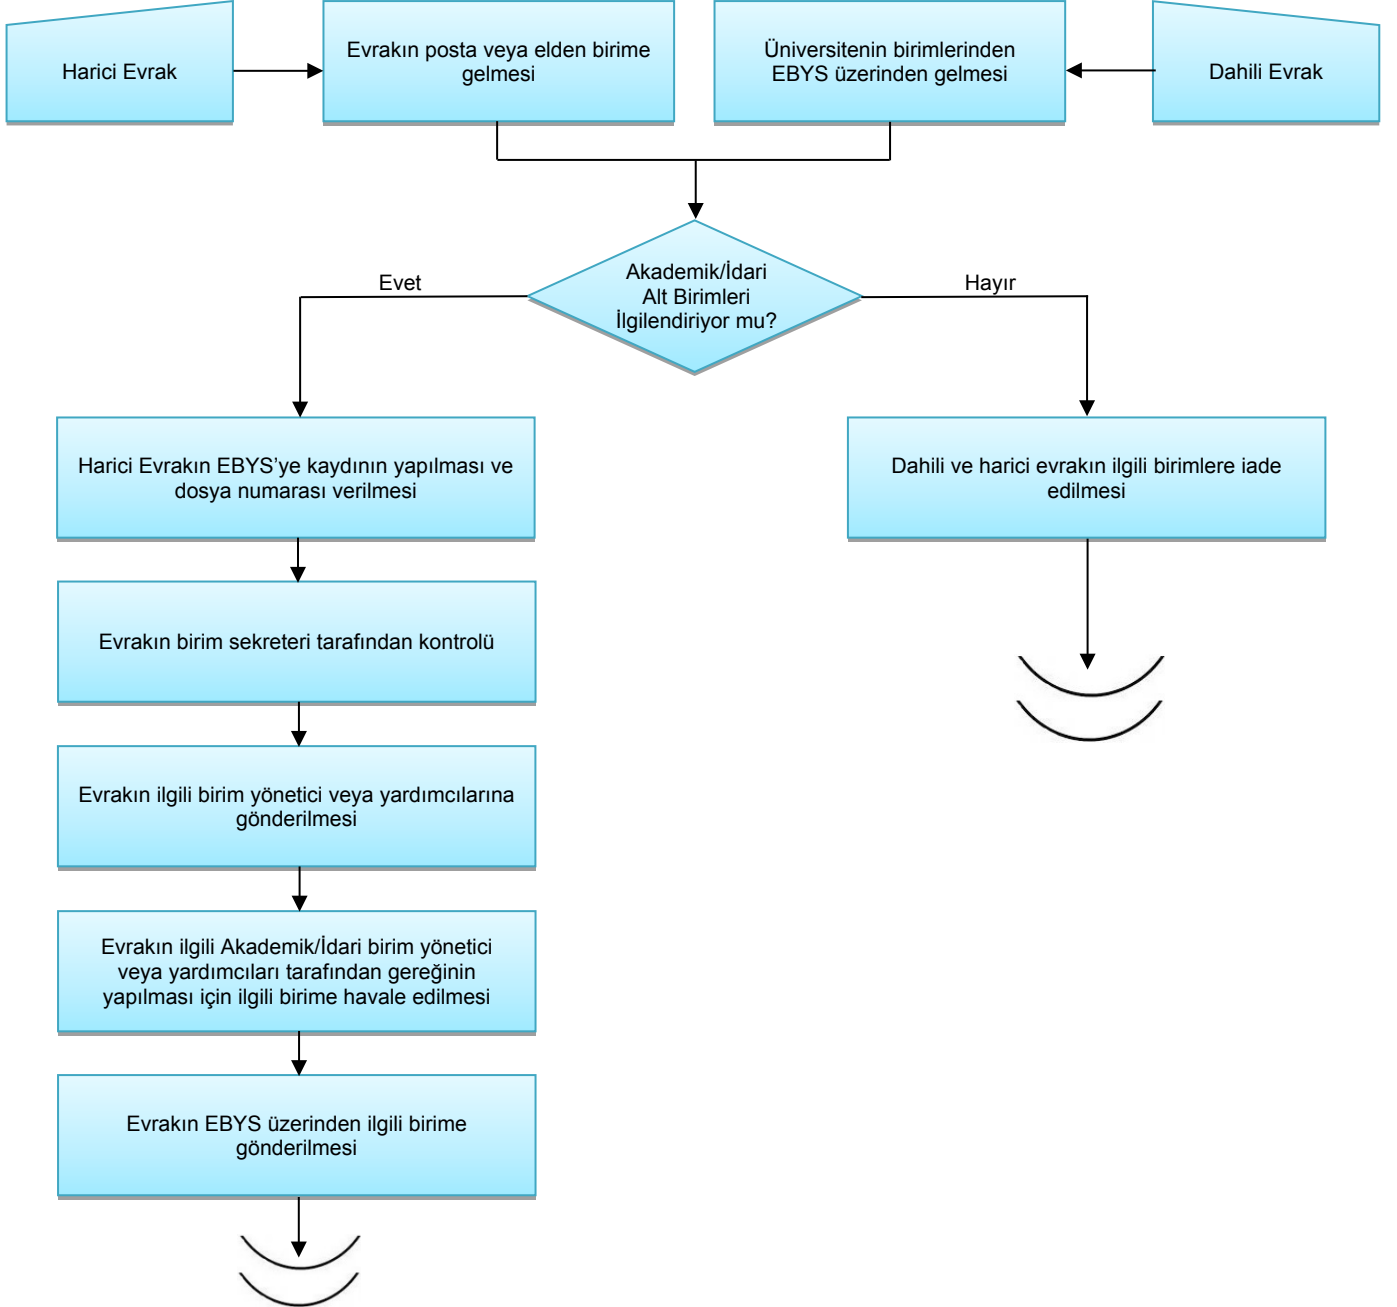 Harici Evrak
Evrakın posta veya elden birime
gelmesi
Üniversitenin birimlerinden
EBYS üzerinden gelmesi
Dahili Evrak
Akademik/İdari
Alt Birimleri
İlgilendiriyor mu?
Evet
Hayır
Harici Evrakın EBYS’ye kaydının yapılması ve
dosya numarası verilmesi
Dahili ve harici evrakın ilgili birimlere iade
edilmesi
Evrakın birim sekreteri tarafından kontrolü
Evrakın ilgili birim yönetici veya yardımcılarına
gönderilmesi
Evrakın ilgili Akademik/İdari birim yönetici
veya yardımcıları tarafından gereğinin
yapılması için ilgili birime havale edilmesi
Evrakın EBYS üzerinden ilgili birime
gönderilmesi